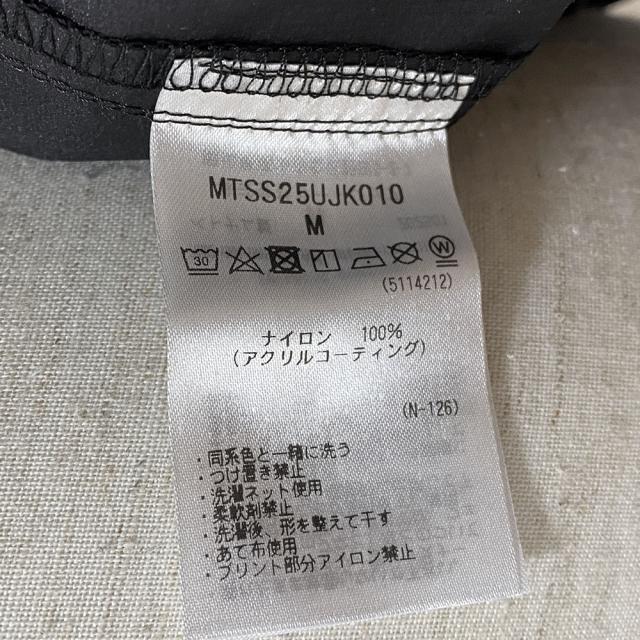 MTSS25UJK010
M
30 W
(5114212)
ナイロン 100%
(アクリルコーティング)
(N-126)
・同系色と一緒に洗う
・つけ置き禁止
・洗濯ネット使用
・柔軟剤禁止
・洗濯後、形を整えて干す
・あて布使用
・プリント部分アイロン禁止